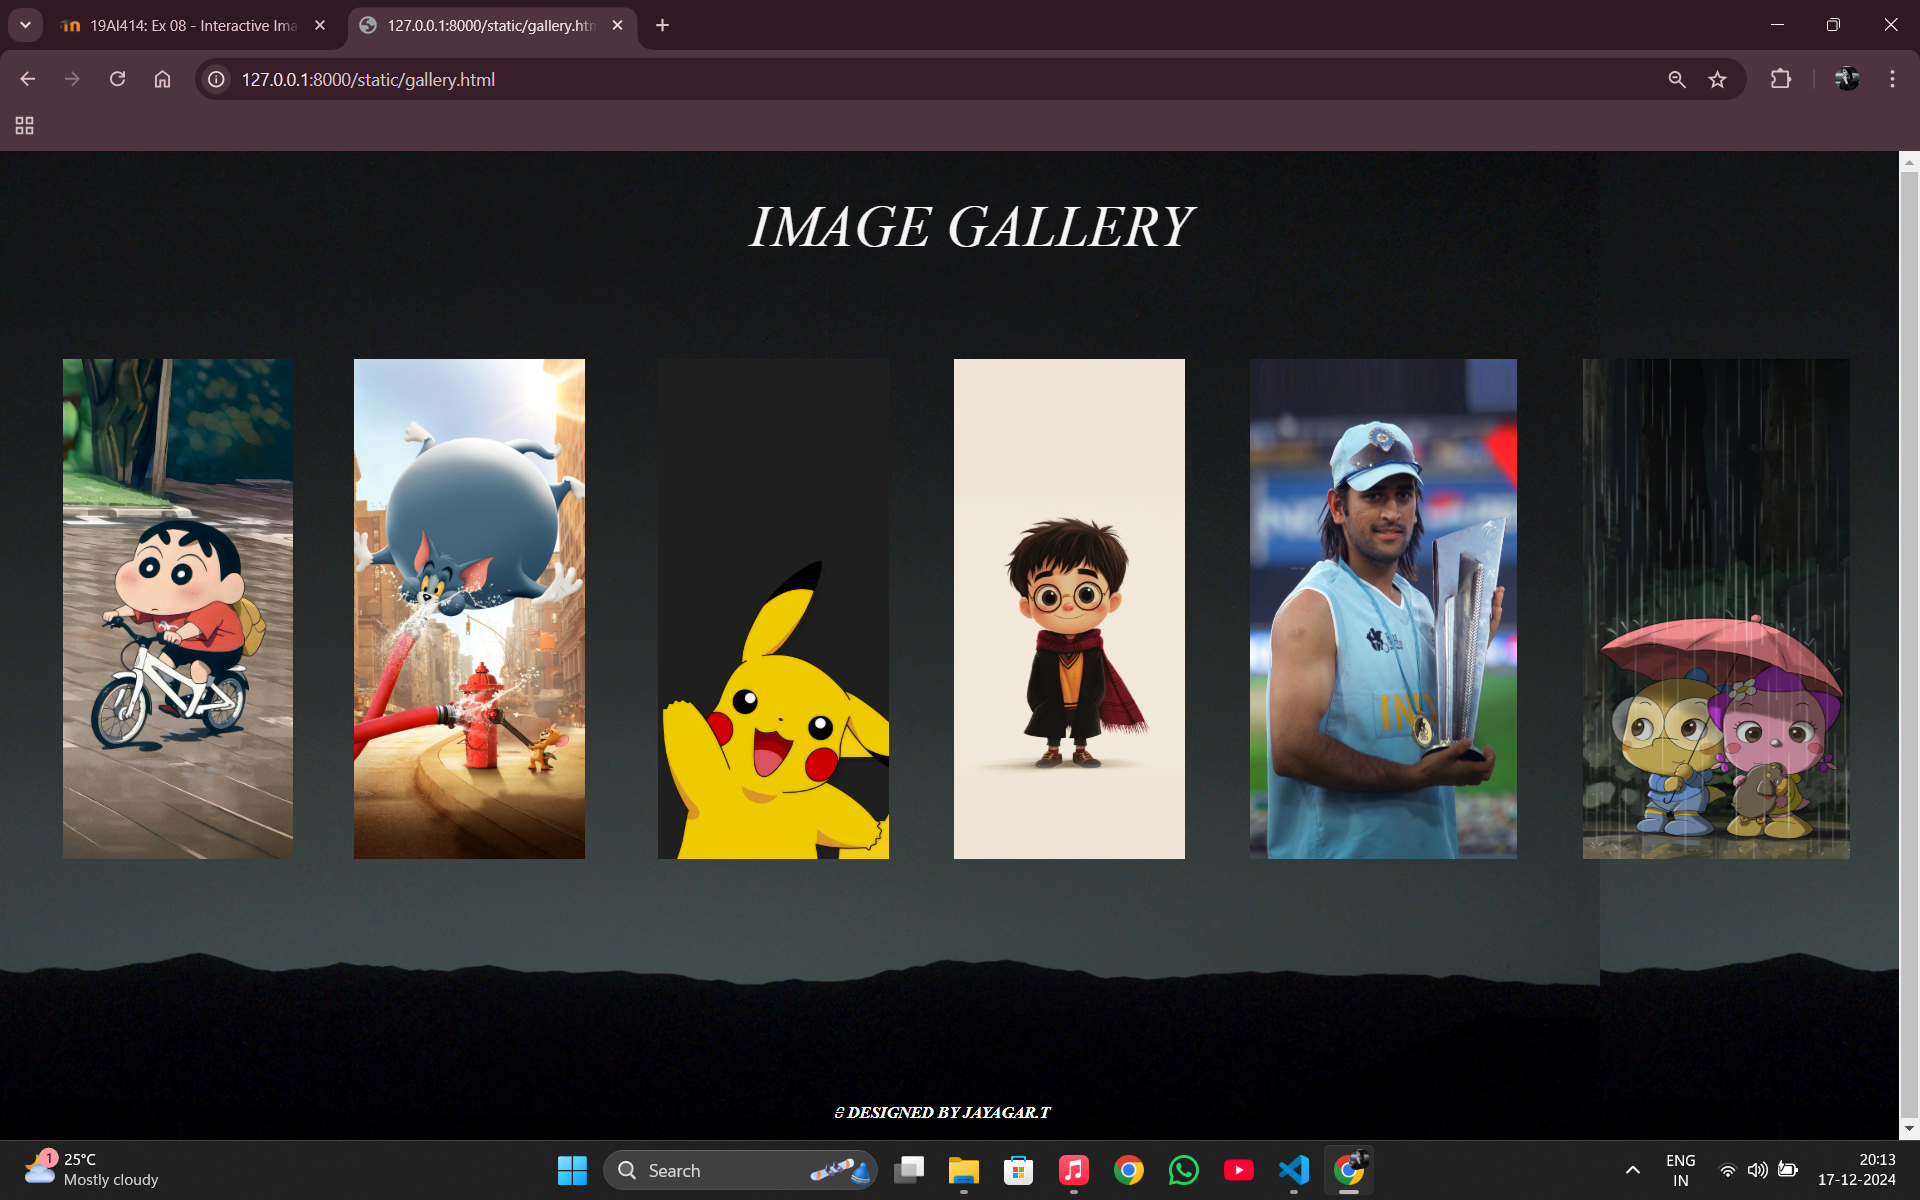 19AI414: Ex 08 - Interactive Ima
127.0.0.1:8000/static/gallery.htm
127.0.0.1:8000/static/gallery.html
IMAGE GALLERY
DESIGNED BY JAYAGAR.T
1
25°C
Mostly cloudy
Search
ENG
IN
20:13
17-12-2024